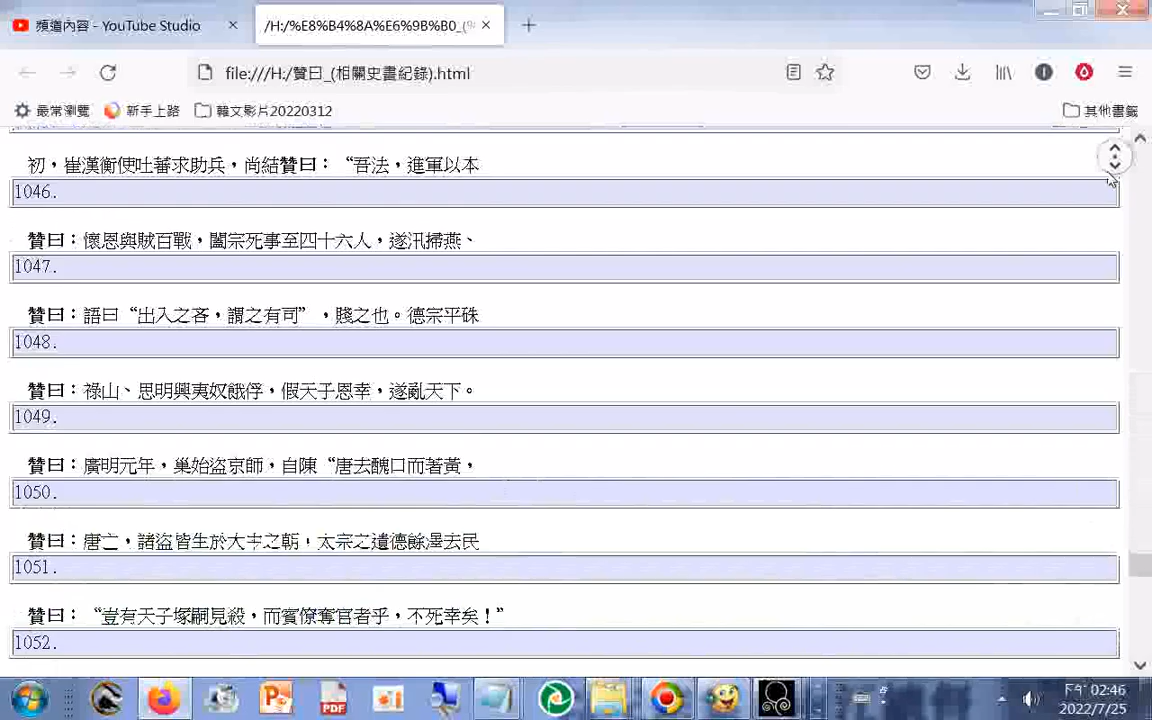 頻道內容 - YouTube Studio
/H:/%E8%B4%8A%E6%9B%B0_(
file:///H:/贊曰_(相關史書紀錄).html
最常瀏覽
新手上路
韓文影片20220312
其他書籤
初，崔漢衡使吐蕃求助兵，尚結贊曰：“吾法，進軍以本
1046.
贊曰：懷恩與賊百戰，闔宗死事至四十六人，遂汛掃燕、
1047.
贊曰：語曰“出入之吝，謂之有司”，賤之也。德宗平硃
1048.
贊曰：祿山、思明興夷奴餓俘，假天子恩幸，遂亂天下。
1049.
贊曰：廣明元年，巢始盜京師，自陳“唐去醜口而著黃，
1050.
贊曰：唐亡，諸盜皆生於大中之朝，太宗之遺德餘澤去民
1051.
贊曰：“豈有天子塚嗣見殺，而賓僚奪官者乎，不死幸矣！”
1052.
PDF
下午 02:46
2022/7/25